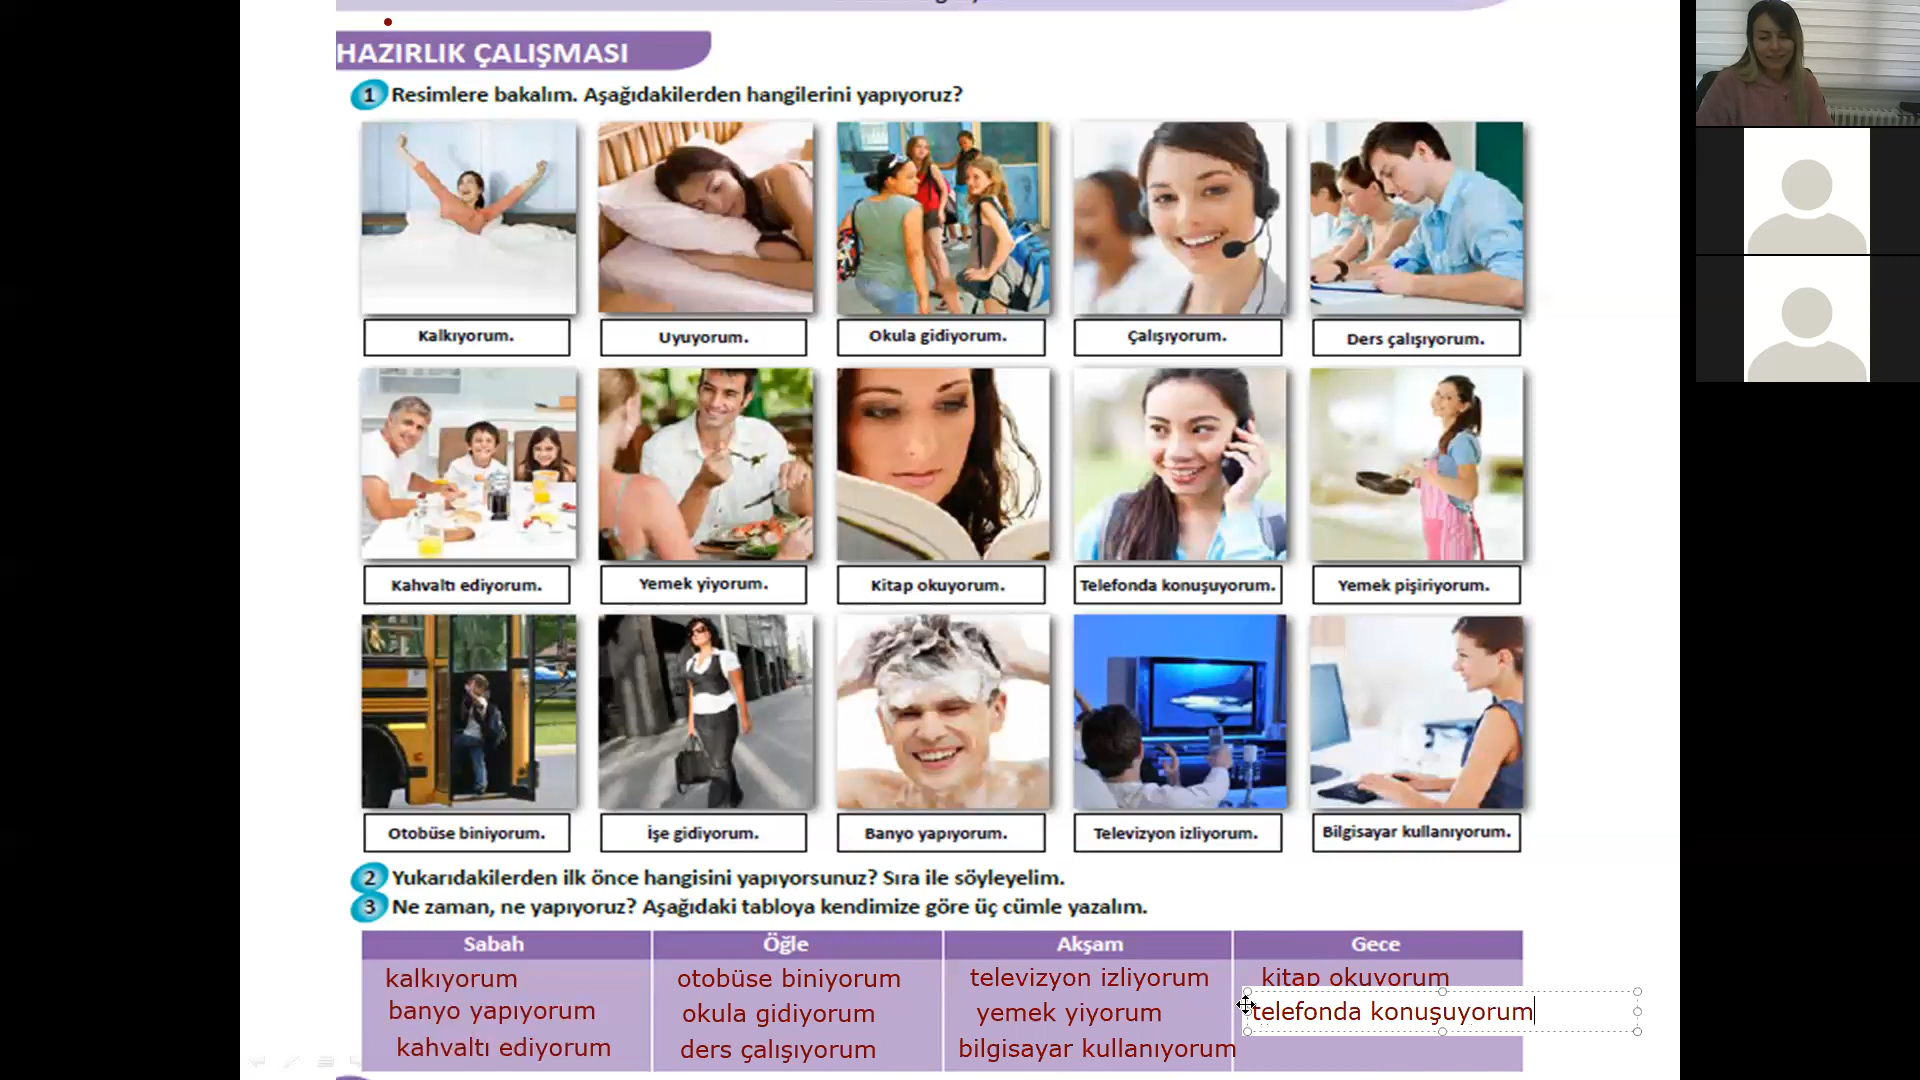 HAZIRLIK ÇALIŞMASI
1 Resimlere bakalım. Aşağıdakilerden hangilerini yapıyoruz?
Kalkıyorum. Uyuyorum. Okula gidiyorum. Çalışıyorum. Ders çalışıyorum.
Kahvaltı ediyorum. Yemek yiyorum. Kitap okuyorum. Telefonda konuşuyorum. Yemek pişiriyorum.
Otobüse biniyorum. İşe gidiyorum. Banyo yapıyorum. Televizyon izliyorum. Bilgisayar kullanıyorum.
2 Yukarıdakilerden ilk önce hangisini yapıyorsunuz? Sıra ile söyleyelim.
3 Ne zaman, ne yapıyoruz? Aşağıdaki tabloya kendimize göre üç cümle yazalım.
Sabah Öğle Akşam Gece
kalkıyorum otobüse biniyorum televizyon izliyorum kitap okuyorum
banyo yapıyorum okula gidiyorum yemek yiyorum telefonda konuşuyorum
kahvaltı ediyorum ders çalışıyorum bilgisayar kullanıyorum